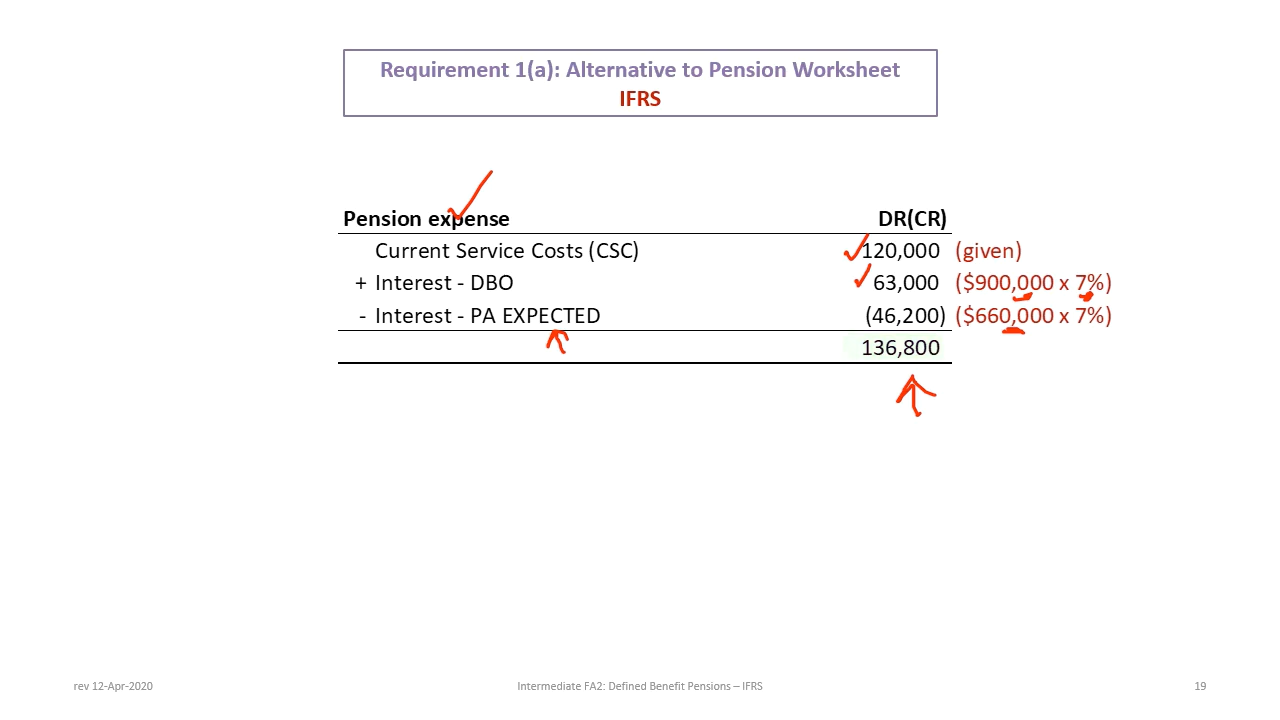 Requirement 1(a): Alternative to Pension Worksheet
IFRS
Pension expense DR(CR)
Current Service Costs (CSC) 120,000 (given)
+ Interest - DBO 63,000 ($900,000 x 7%)
- Interest - PA EXPECTED (46,200) ($660,000 x 7%)
136,800
rev 12-Apr-2020 Intermediate FA2: Defined Benefit Pensions – IFRS 19